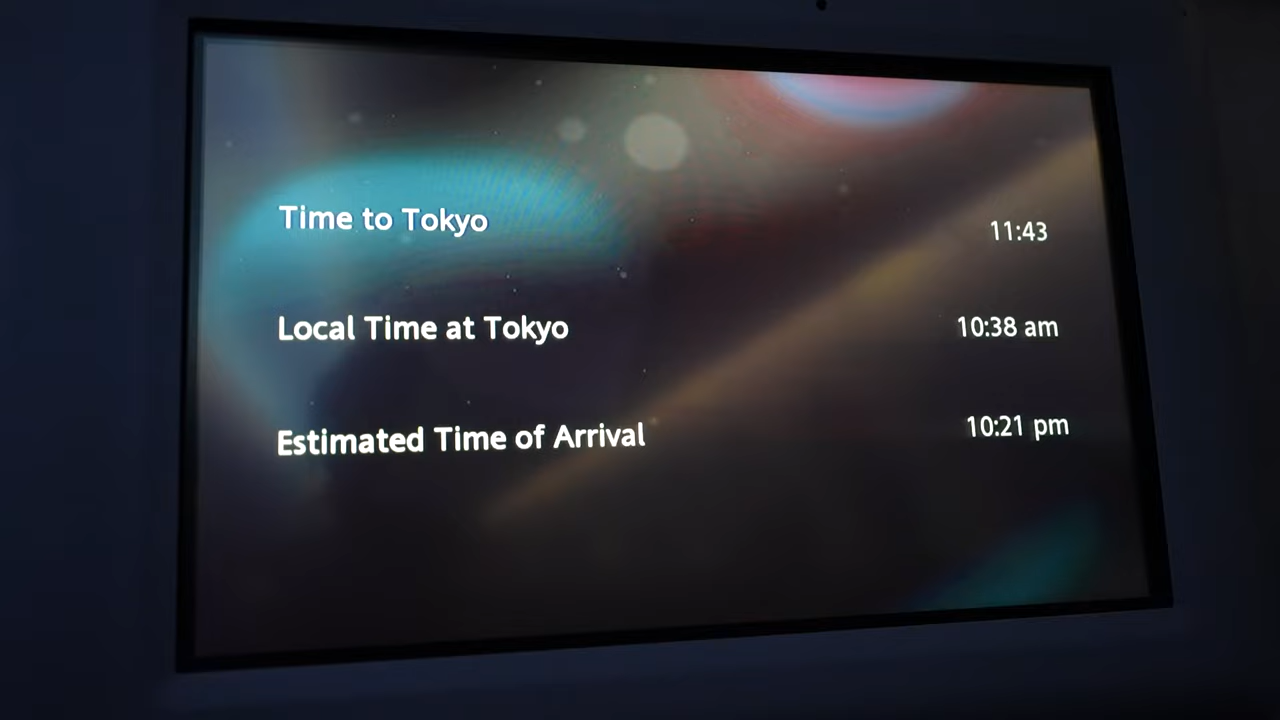 Time to Tokyo 11:43
Local Time at Tokyo 10:38 am
Estimated Time of Arrival 10:21 pm